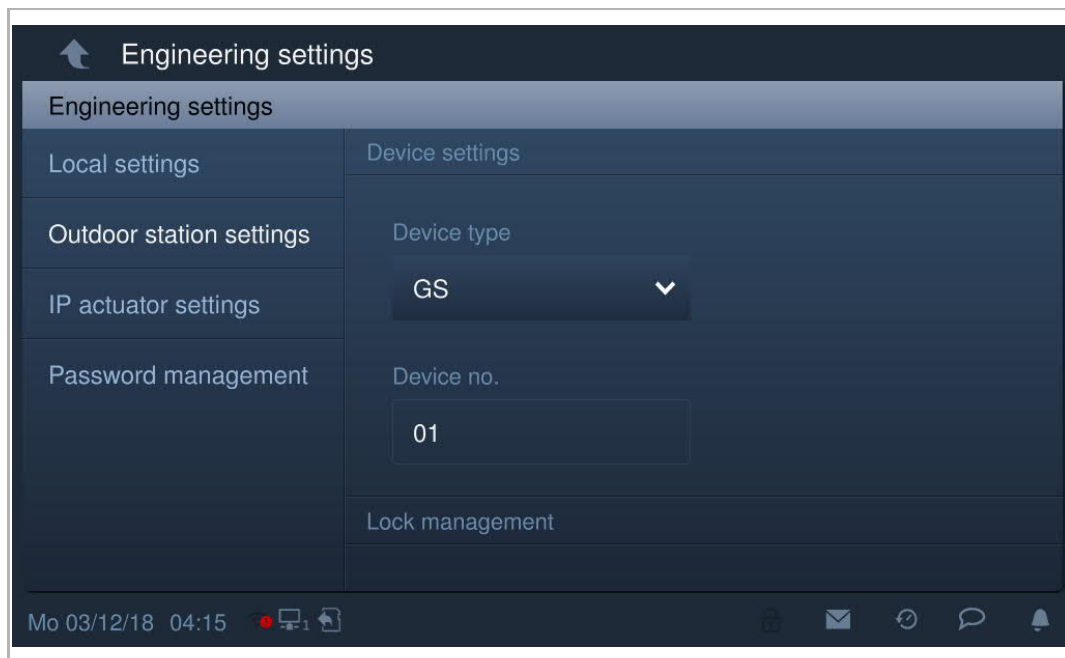 Engineering settings
Engineering settings
Local settings
Device settings
Outdoor station settings
Device type
GS
IP actuator settings
Password management
Device no.
01
Lock management
Mo 03/12/18 04:15
1